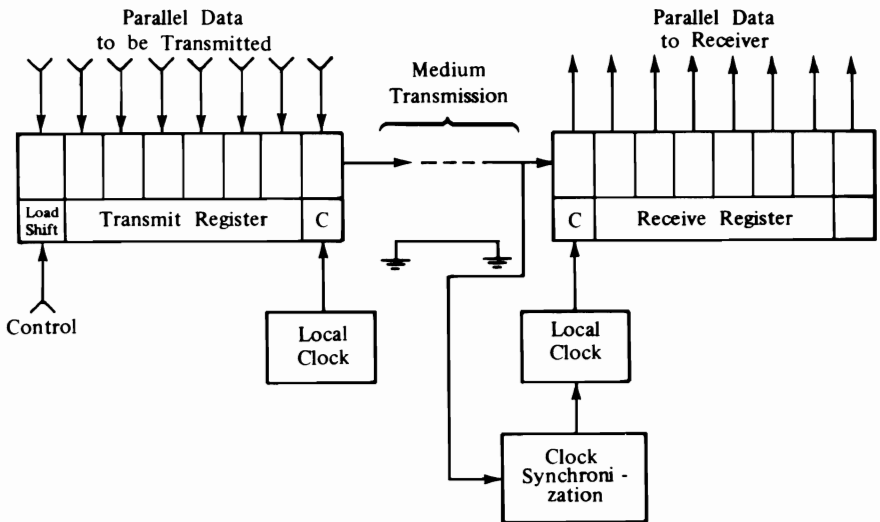 Parallel Data
to be Transmitted
Parallel Data
to Receiver
Medium
Transmission
Load
Shift
Transmit Register
C
C
Receive Register
Control
Local
Clock
Local
Clock
Clock
Synchroni -
zation